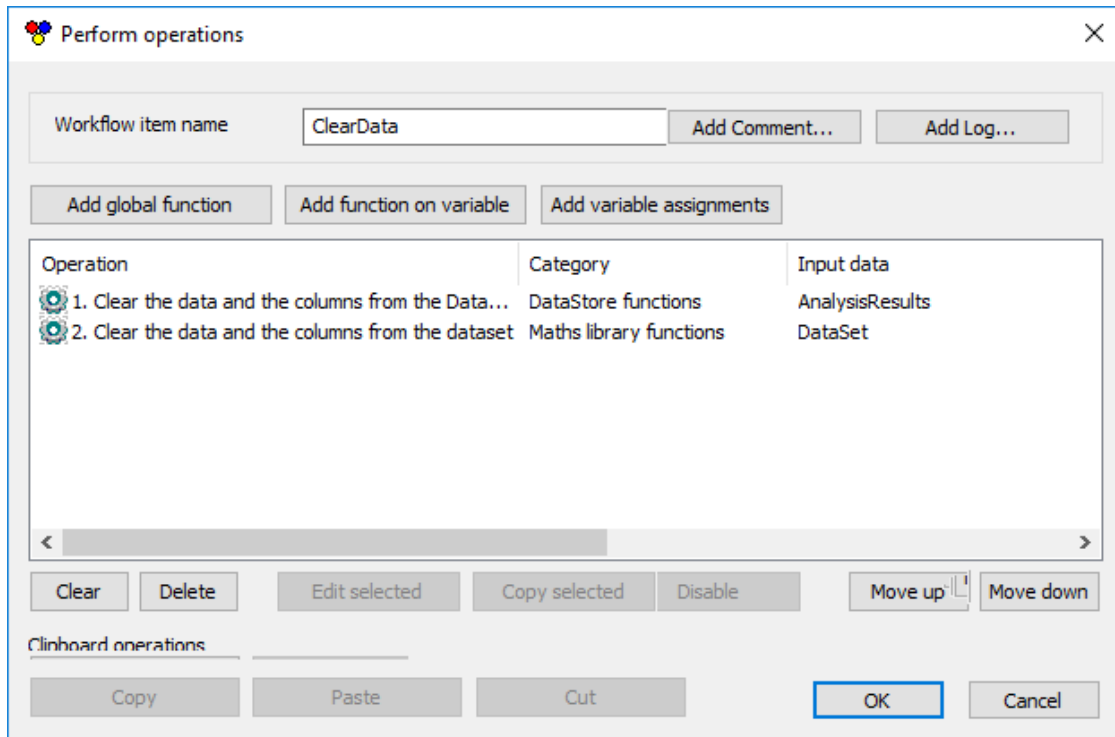 Perform operations
Workflow item name ClearData Add Comment... Add Log...
Add global function Add function on variable Add variable assignments
Operation Category Input data
1. Clear the data and the columns from the Data... DataStore functions AnalysisResults
2. Clear the data and the columns from the dataset Maths library functions DataSet
Clear Delete Edit selected Copy selected Disable Move up Move down
Clipboard operations
Copy Paste Cut OK Cancel